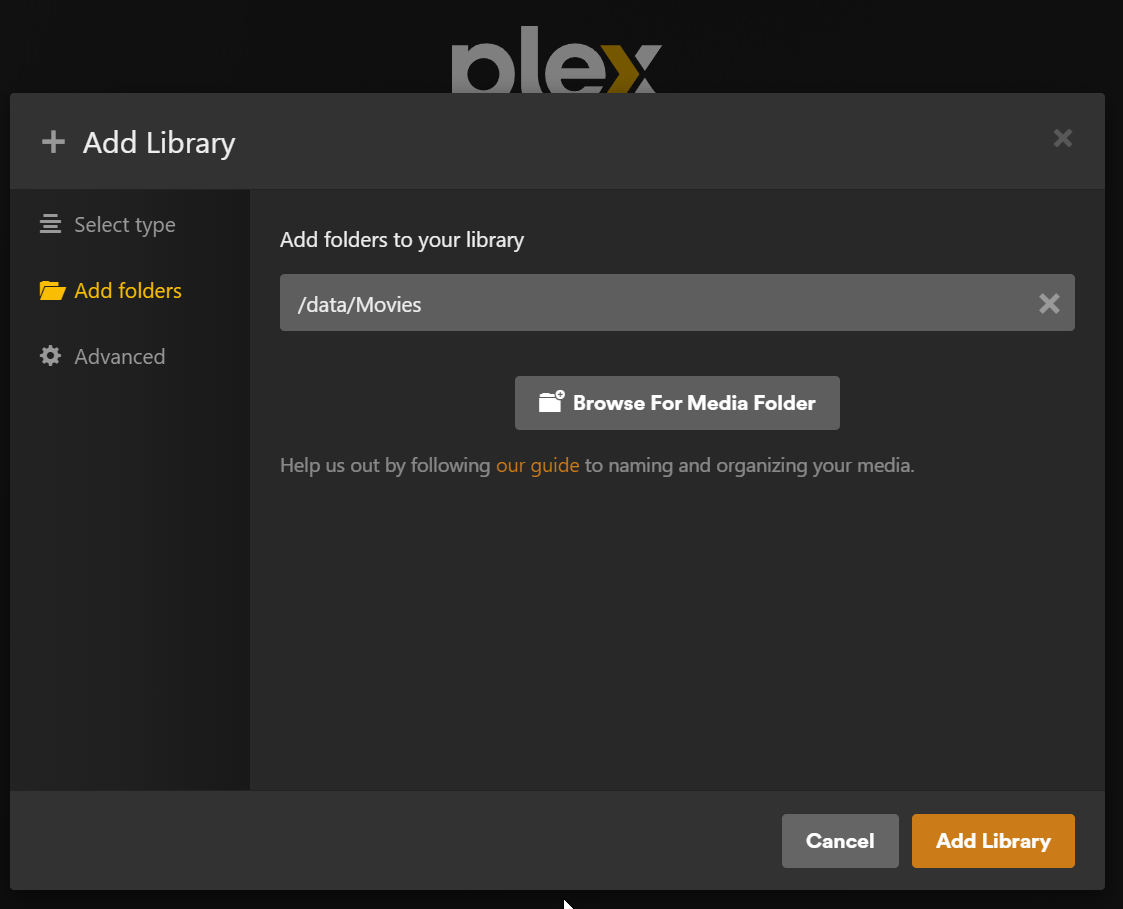 plex
Add Library
Select type
Add folders
Advanced
Add folders to your library
/data/Movies
Browse For Media Folder
Help us out by following our guide to naming and organizing your media.
Cancel
Add Library